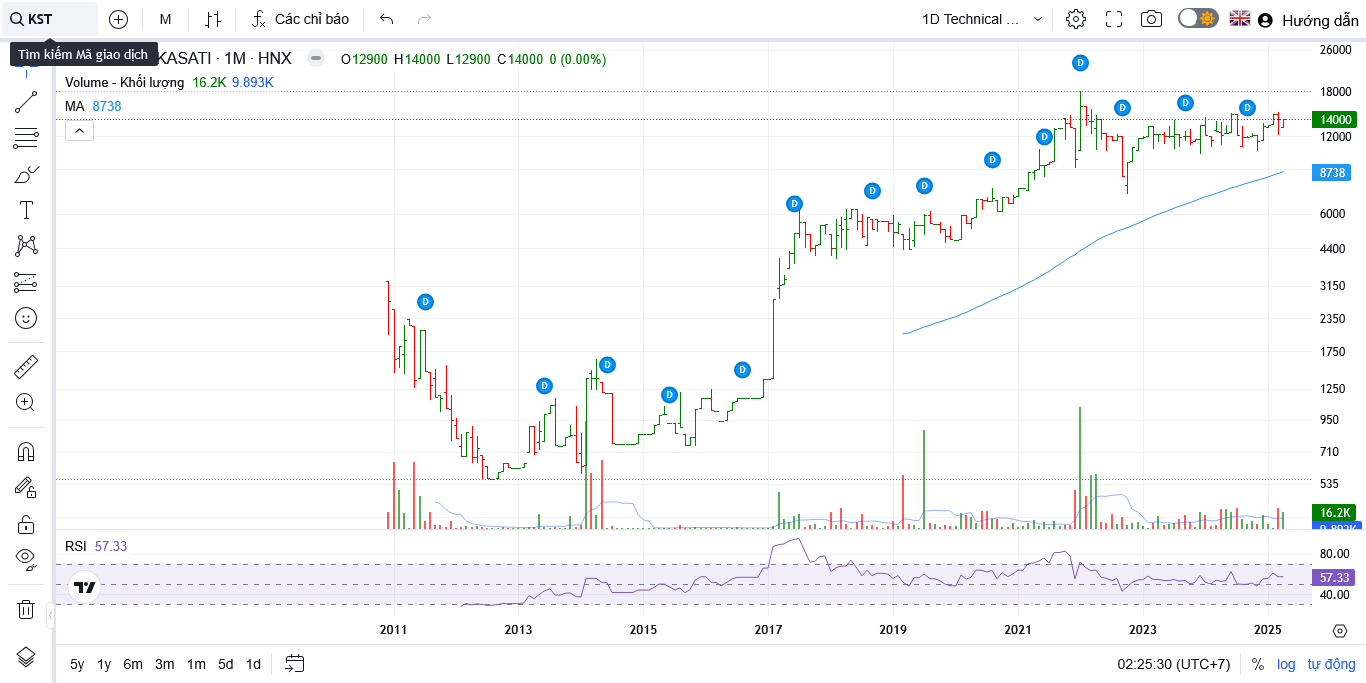 KST
M
Các chỉ báo
1D Technical ...
Hướng dẫn
Tìm kiếm Mã giao dịch
KASATI · 1M · HNX
O12900 H14000 L12900 C14000 0 (0.00%)
Volume - Khối lượng 16.2K 9.893K
MA 8738
26000
18000
14000
12000
8738
6000
4400
3150
2350
1750
1250
950
710
535
16.2K
9.893K
D
D
D
D
D
D
D
D
D
D
D
D
D
D
RSI 57.33
80.00
57.33
40.00
2011 2013 2015 2017 2019 2021 2023 2025
5y 1y 6m 3m 1m 5d 1d
02:25:30 (UTC+7) % log tự động